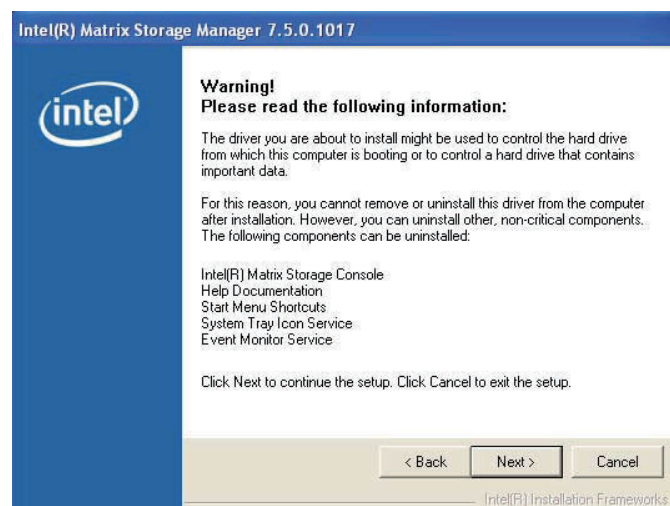 Intel(R) Matrix Storage Manager 7.5.0.1017
intel
Warning!
Please read the following information:
The driver you are about to install might be used to control the hard drive
from which this computer is booting or to control a hard drive that contains
important data.
For this reason, you cannot remove or uninstall this driver from the computer
after installation. However, you can uninstall other, non-critical components.
The following components can be uninstalled:
Intel(R) Matrix Storage Console
Help Documentation
Start Menu Shortcuts
System Tray Icon Service
Event Monitor Service
Click Next to continue the setup. Click Cancel to exit the setup.
< Back Next > Cancel
Intel(R) Installation Frameworks